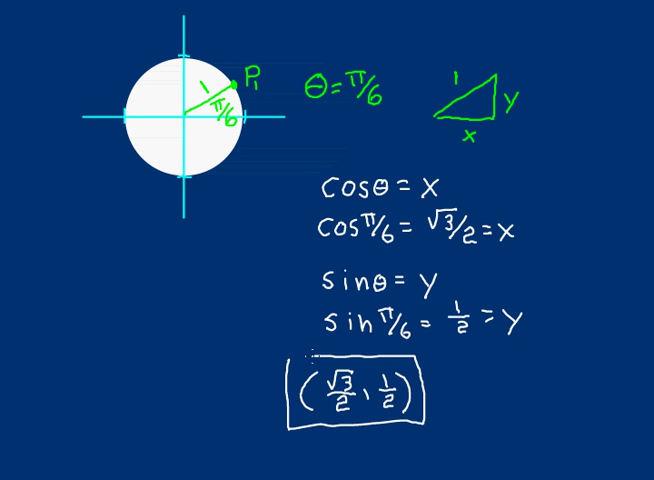 P₁
1
π/6
θ = π/6
1
y
x
cosθ = x
cos π/6 = √3/2 = x
sinθ = y
sin π/6 = 1/2 = y
(√3/2, 1/2)